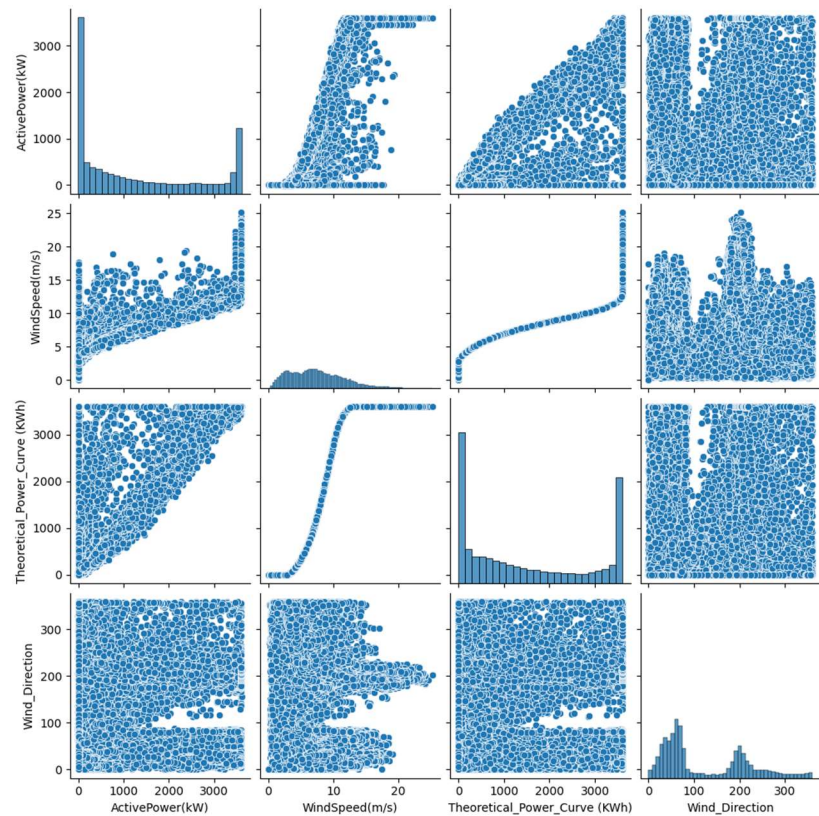 ActivePower(kW)
3000
2000
1000
0
WindSpeed(m/s)
25
20
15
10
5
0
Theoretical_Power_Curve (KWh)
3000
2000
1000
0
Wind_Direction
300
200
100
0
0 1000 2000 3000
ActivePower(kW)
0 10 20
WindSpeed(m/s)
0 1000 2000 3000
Theoretical_Power_Curve (KWh)
0 100 200 300
Wind_Direction